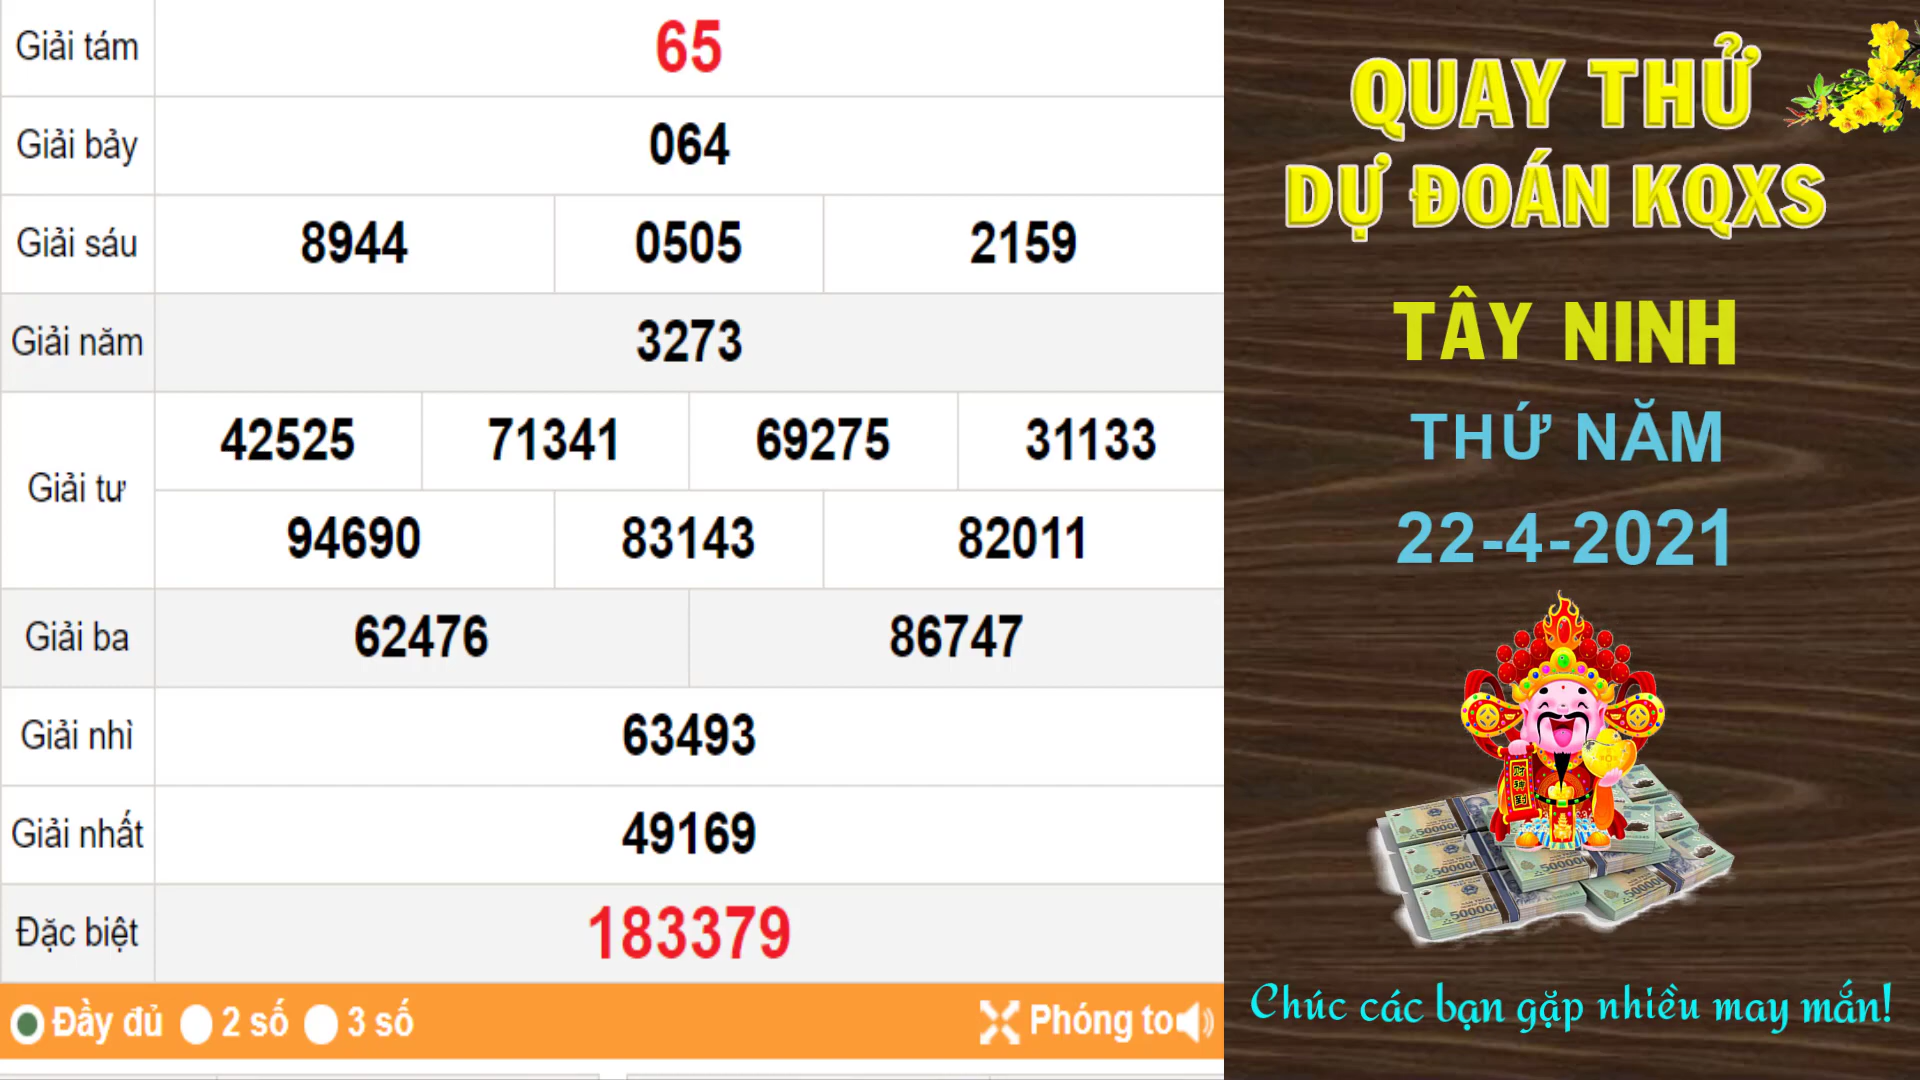 Giải tám 65
Giải bảy 064
Giải sáu 8944 0505 2159
Giải năm 3273
Giải tư 42525 71341 69275 31133
94690 83143 82011
Giải ba 62476 86747
Giải nhì 63493
Giải nhất 49169
Đặc biệt 183379
Đầy đủ 2 số 3 số Phóng to
QUAY THỬ
DỰ ĐOÁN KQXS
TÂY NINH
THỨ NĂM
22-4-2021
Chúc các bạn gặp nhiều may mắn!